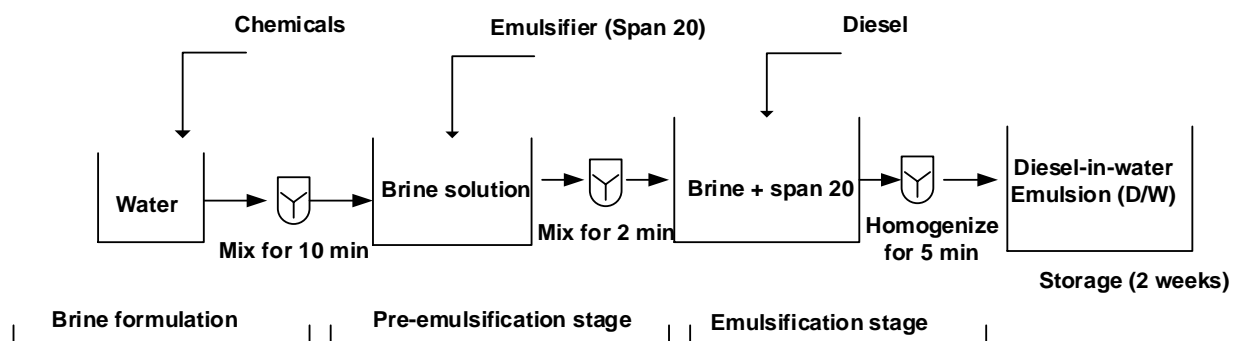 Chemicals
Emulsifier (Span 20)
Diesel
Water
Mix for 10 min
Brine solution
Mix for 2 min
Brine + span 20
Homogenize
for 5 min
Diesel-in-water
Emulsion (D/W)
Storage (2 weeks)
Brine formulation
Pre-emulsification stage
Emulsification stage